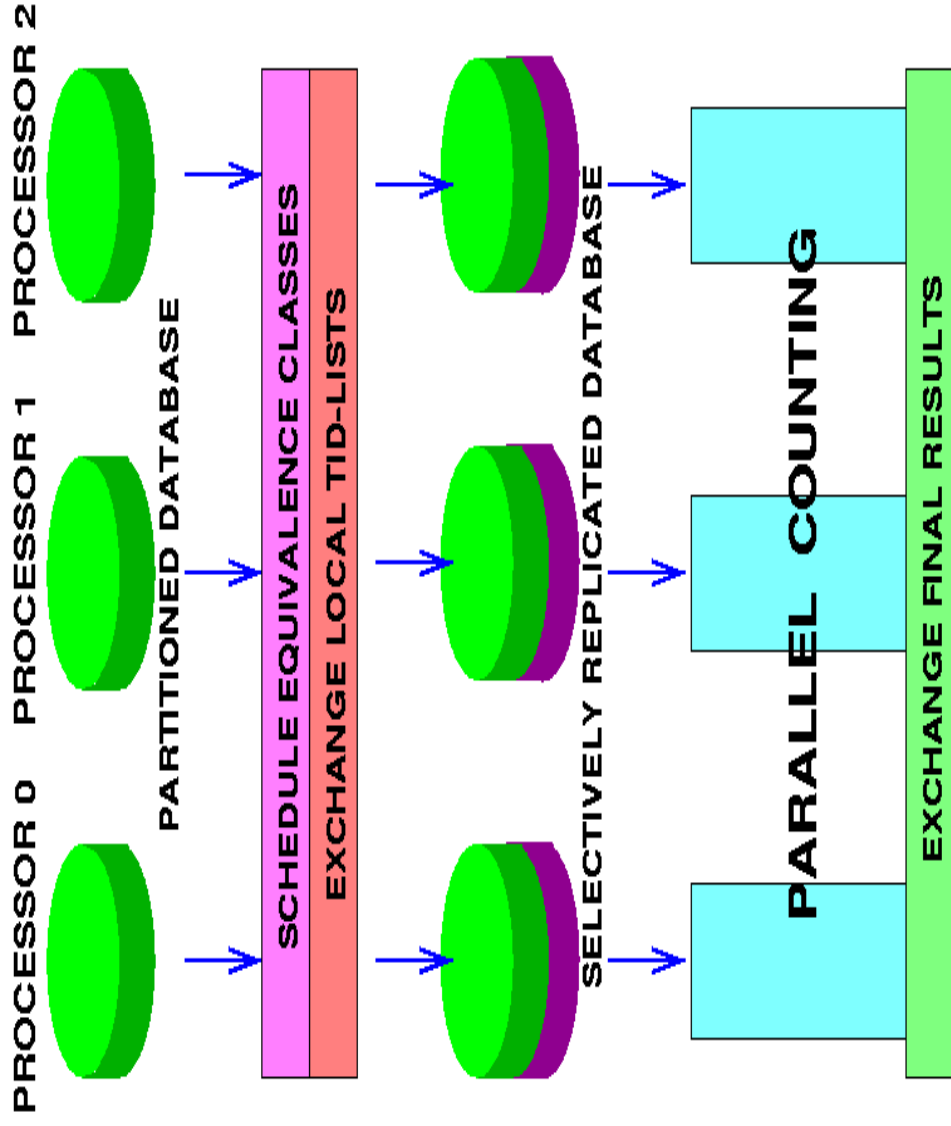 PROCESSOR 0 PROCESSOR 1 PROCESSOR 2
PARTITIONED DATABASE
SCHEDULE EQUIVALENCE CLASSES
EXCHANGE LOCAL TID-LISTS
SELECTIVELY REPLICATED DATABASE
PARALLEL COUNTING
EXCHANGE FINAL RESULTS